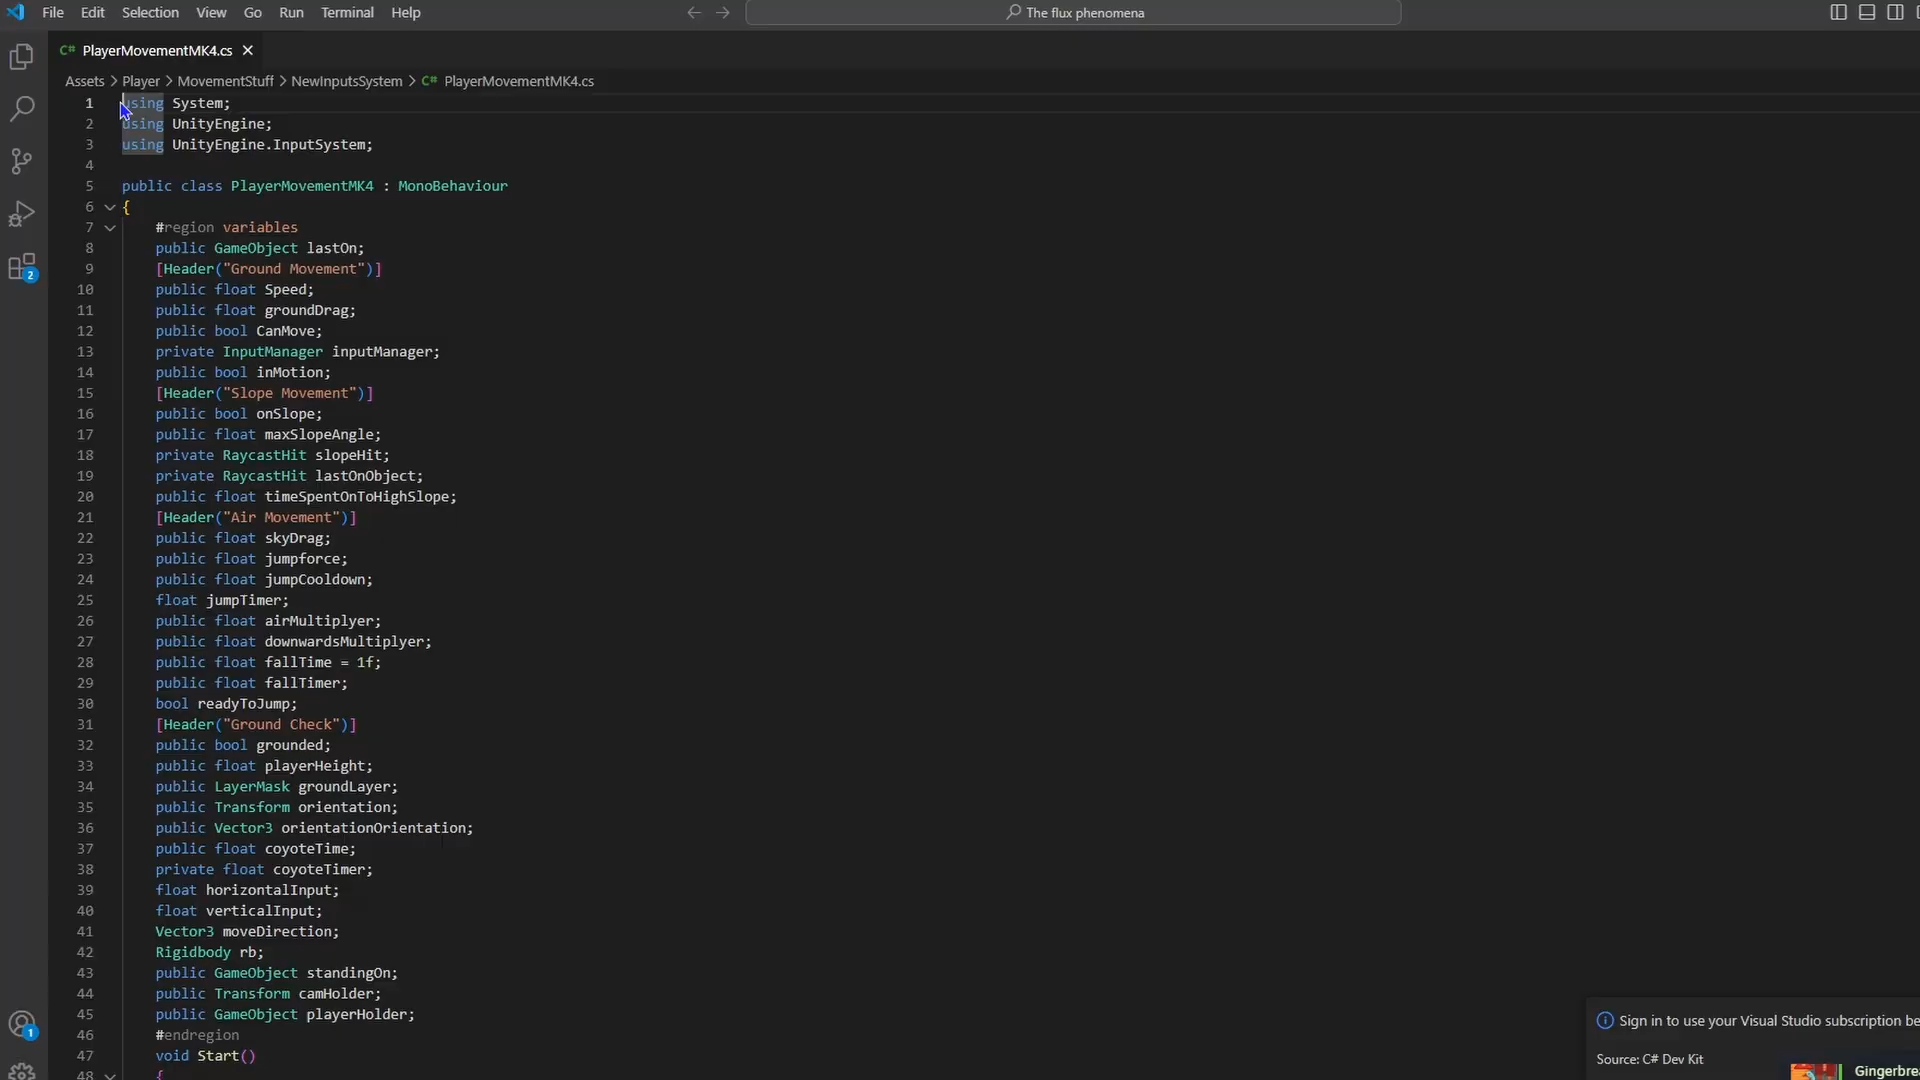 File Edit Selection View Go Run Terminal Help
The flux phenomena
C# PlayerMovementMK4.cs
Assets > Player > MovementStuff > NewInputsSystem > C# PlayerMovementMK4.cs
1 using System;
2 using UnityEngine;
3 using UnityEngine.InputSystem;
4
5 public class PlayerMovementMK4 : MonoBehaviour
6 {
7 #region variables
8 public GameObject lastOn;
9 [Header("Ground Movement")]
10 public float Speed;
11 public float groundDrag;
12 public bool CanMove;
13 private InputManager inputManager;
14 public bool inMotion;
15 [Header("Slope Movement")]
16 public bool onSlope;
17 public float maxSlopeAngle;
18 private RaycastHit slopeHit;
19 private RaycastHit lastOnObject;
20 public float timeSpentOnToHighSlope;
21 [Header("Air Movement")]
22 public float skyDrag;
23 public float jumpforce;
24 public float jumpCooldown;
25 float jumpTimer;
26 public float airMultiplyer;
27 public float downwardsMultiplyer;
28 public float fallTime = 1f;
29 public float fallTimer;
30 bool readyToJump;
31 [Header("Ground Check")]
32 public bool grounded;
33 public float playerHeight;
34 public LayerMask groundLayer;
35 public Transform orientation;
36 public Vector3 orientationOrientation;
37 public float coyoteTime;
38 private float coyoteTimer;
39 float horizontalInput;
40 float verticalInput;
41 Vector3 moveDirection;
42 Rigidbody rb;
43 public GameObject standingOn;
44 public Transform camHolder;
45 public GameObject playerHolder;
46 #endregion
47 void Start()
48 {
2
1
Sign in to use your Visual Studio subscription be
Source: C# Dev Kit
Gingerbrea